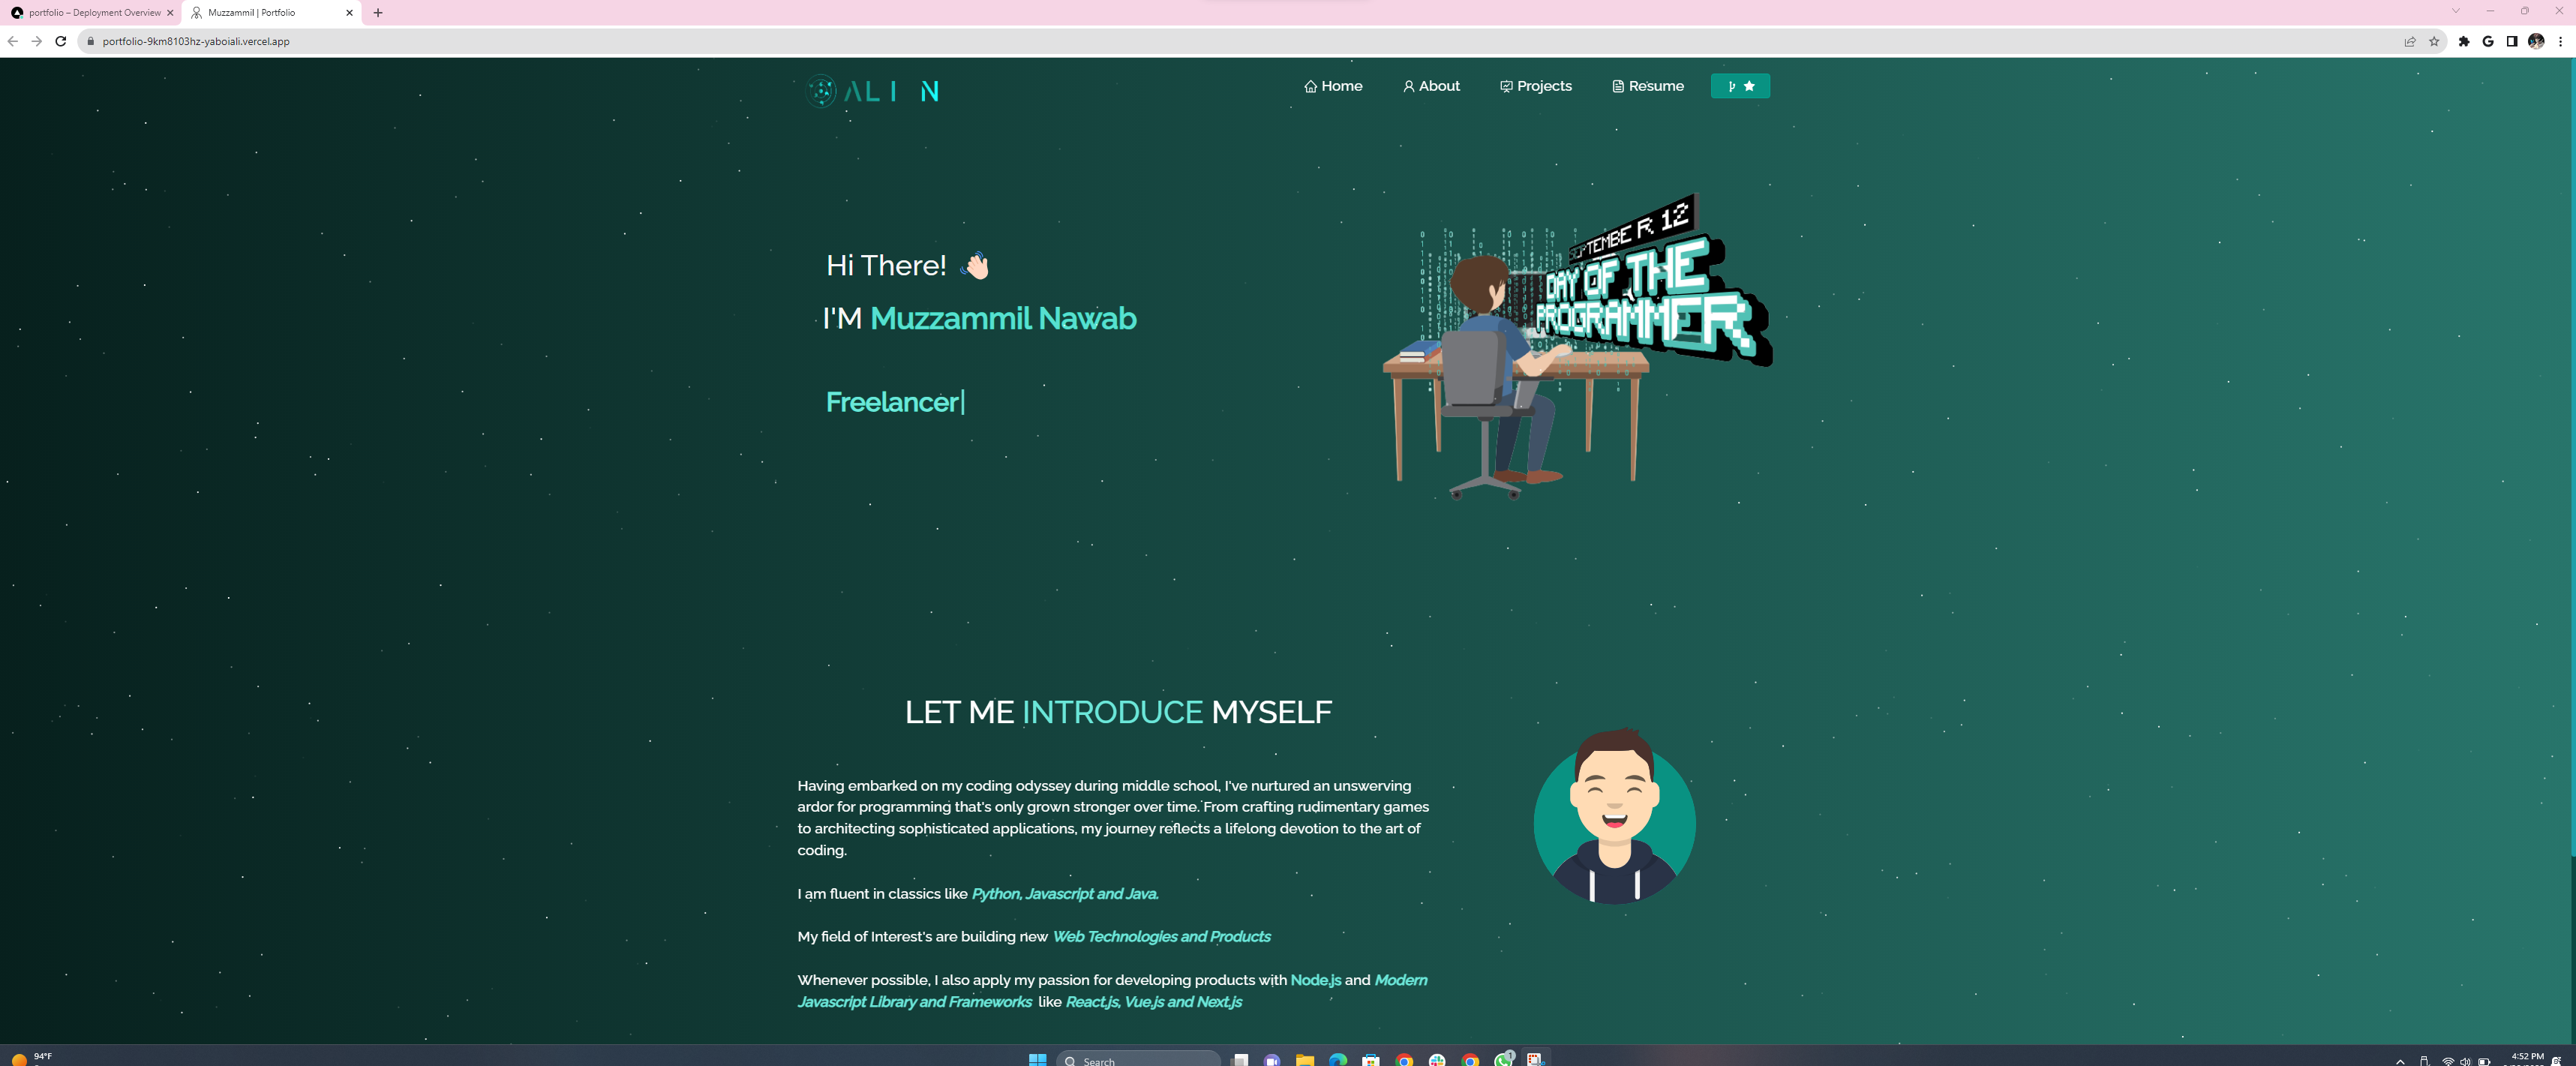 portfolio – Deployment Overview
Muzzammil | Portfolio
portfolio-9km8103hz-yaboiali.vercel.app
ALI N
Home
About
Projects
Resume
Hi There! 👋🏻
I'M Muzzammil Nawab
Freelancer|
SEPTEMBER 12
DAY OF THE
PROGRAMMER
LET ME INTRODUCE MYSELF
Having embarked on my coding odyssey during middle school, I've nurtured an unswerving
ardor for programming that's only grown stronger over time. From crafting rudimentary games
to architecting sophisticated applications, my journey reflects a lifelong devotion to the art of
coding.
I am fluent in classics like Python, Javascript and Java.
My field of Interest's are building new Web Technologies and Products
Whenever possible, I also apply my passion for developing products with Node.js and Modern
Javascript Library and Frameworks like React.js, Vue.js and Next.js
94°F
Search
1
4:52 PM